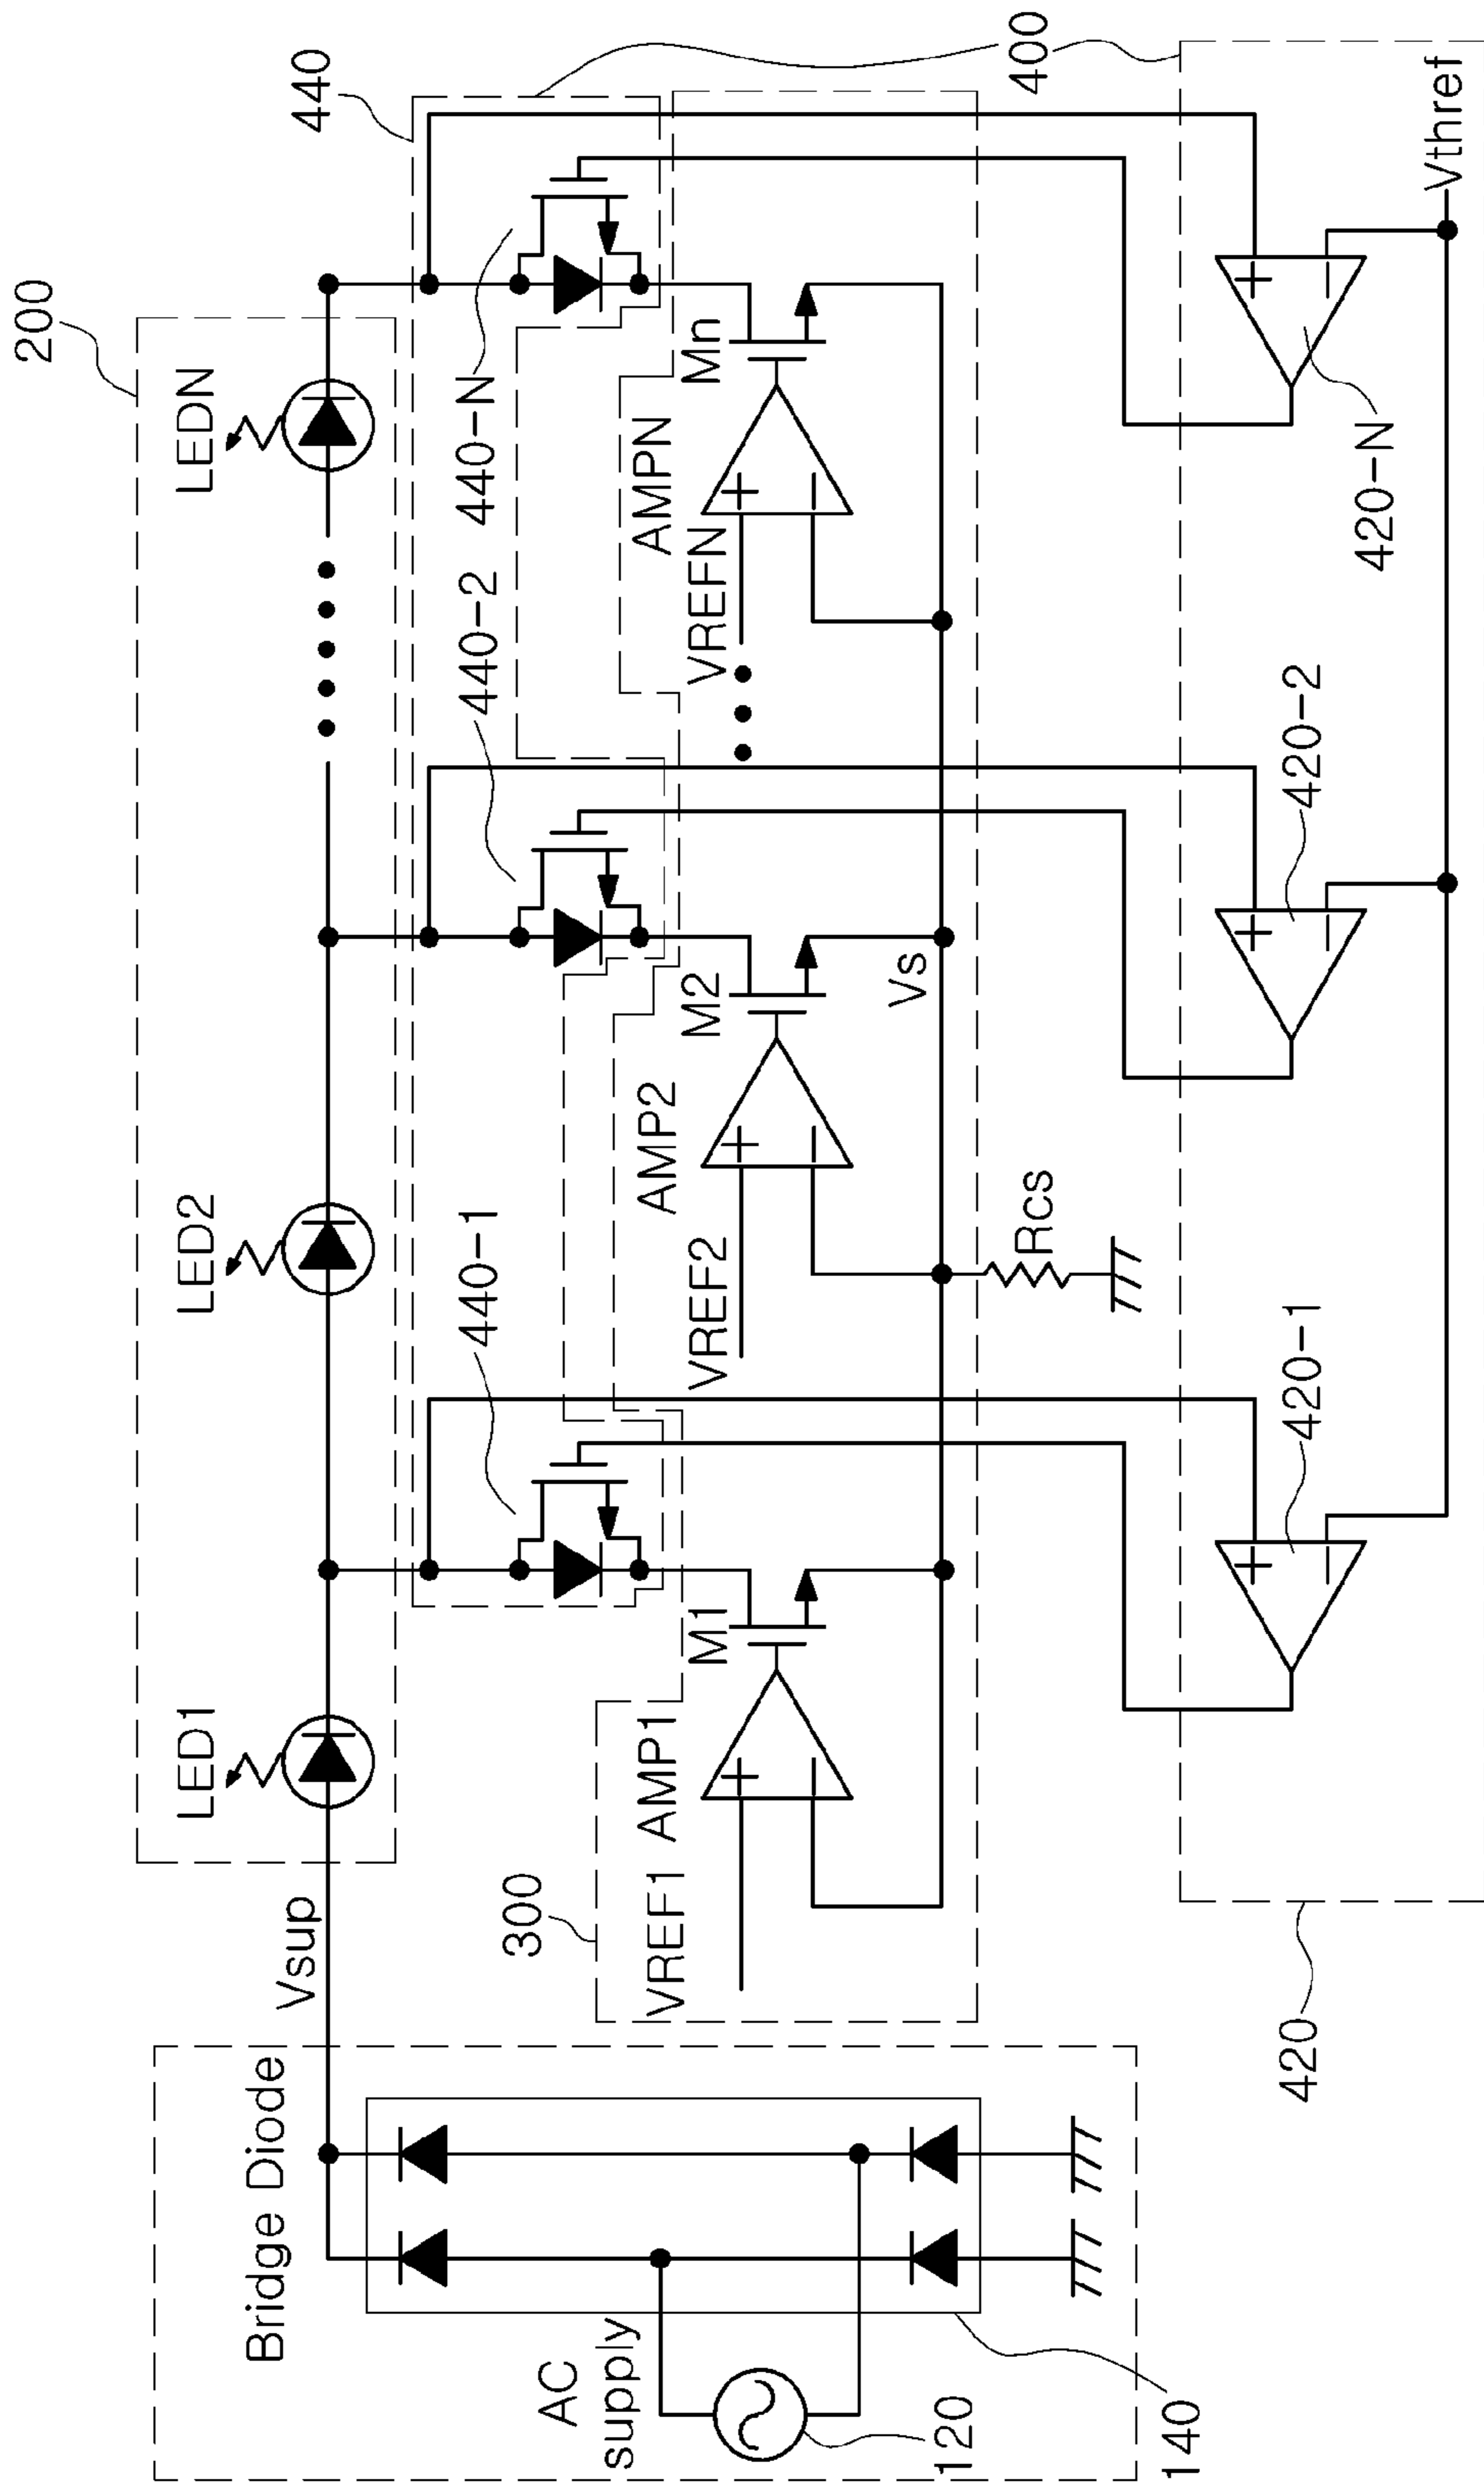 200
440
LED1
LED2
LEDN
Vsup
Bridge Diode
440-1
440-2
440-N
300
AC
supply
VREF1
AMP1
M1
VREF2
AMP2
M2
VREFN
AMPN
Mn
Vs
Rcs
400
120
140
420
420-1
420-2
420-N
Vthref
+
−
+
−
+
−
+
−
+
−
+
−